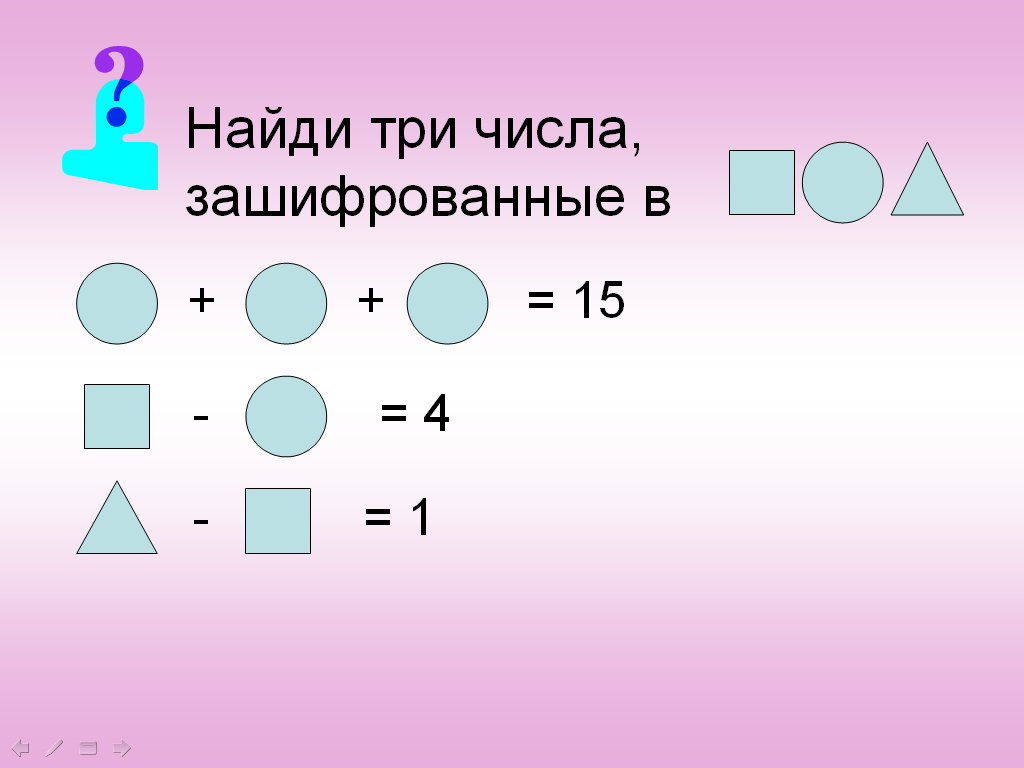 ?
Найди три числа,
зашифрованные в
+ + = 15
- = 4
- = 1